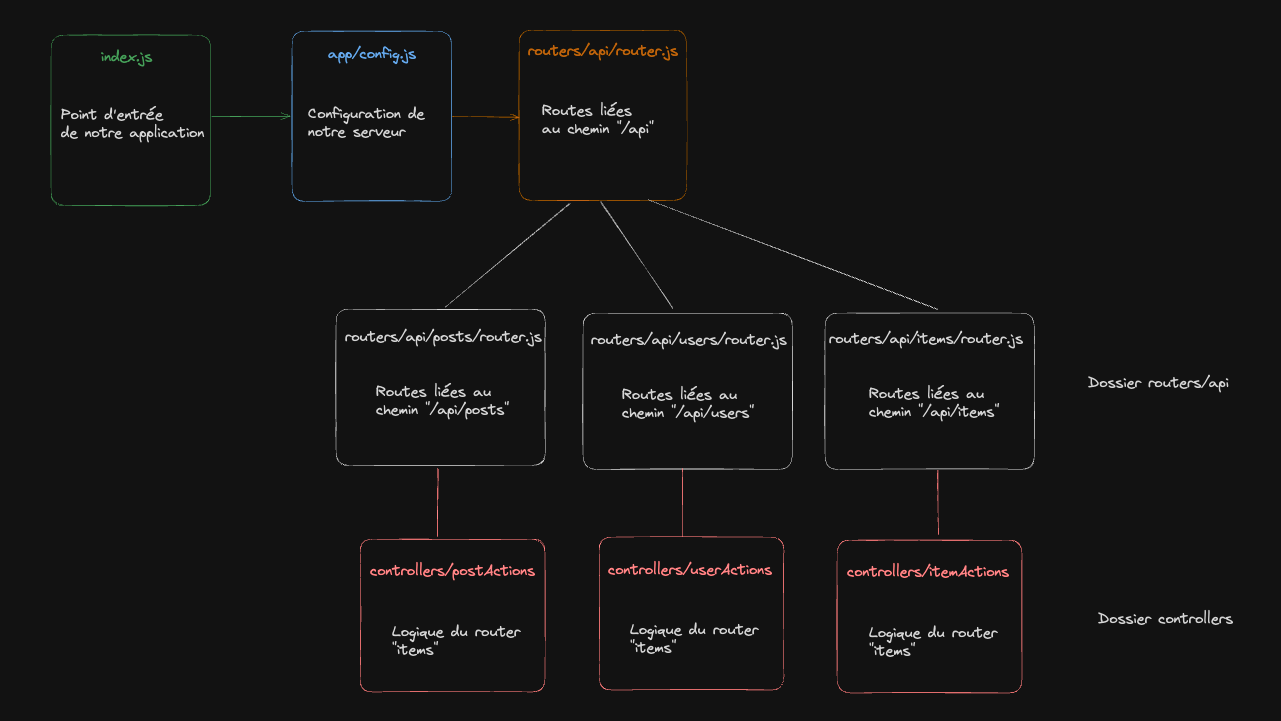 index.js
Point d'entrée
de notre application
app/config.js
Configuration de
notre serveur
routers/api/router.js
Routes liées
au chemin "/api"
routers/api/posts/router.js
Routes liées au
chemin "/api/posts"
routers/api/users/router.js
Routes liées au
chemin "/api/users"
routers/api/items/router.js
Routes liées au
chemin "/api/items"
Dossier routers/api
controllers/postActions
Logique du router
"items"
controllers/userActions
Logique du router
"items"
controllers/itemActions
Logique du router
"items"
Dossier controllers